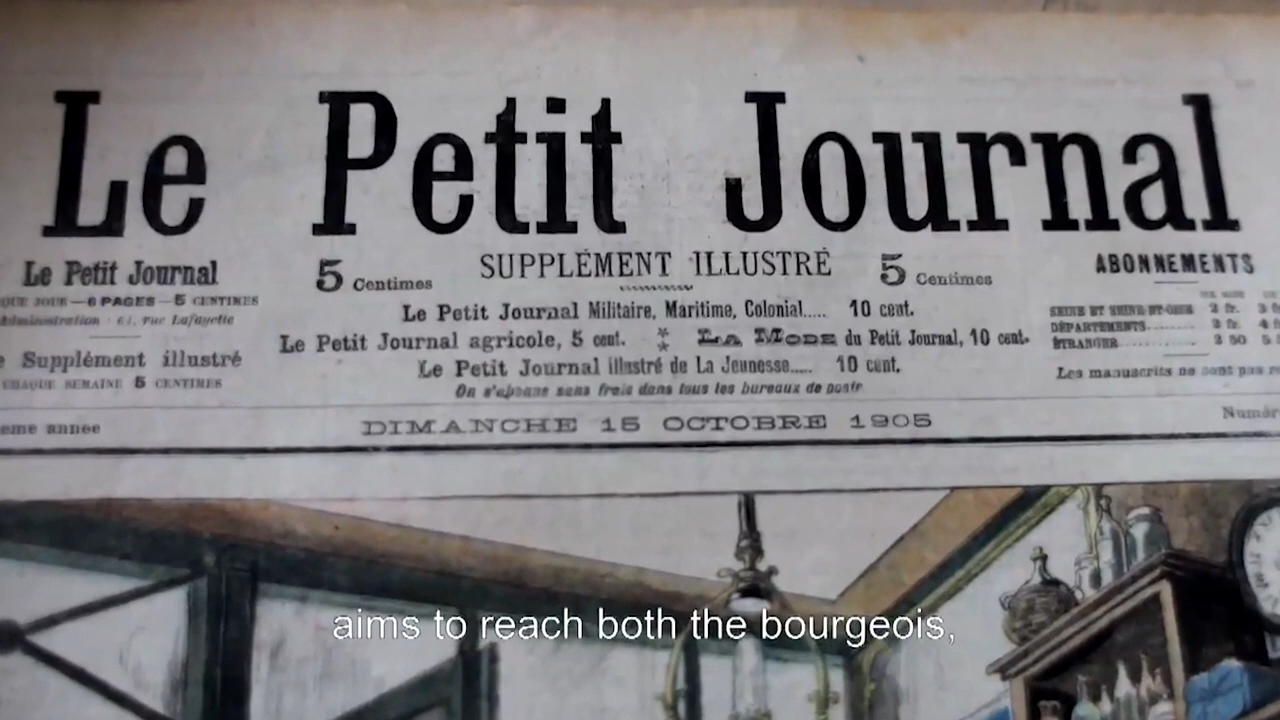 Le Petit Journal
Le Petit Journal
QUE JOUR — 6 PAGES — 5 CENTIMES
Administration : 61, rue Lafayette
Supplément illustré
CHAQUE SEMAINE 5 CENTIMES
5 Centimes
SUPPLÉMENT ILLUSTRÉ
5 Centimes
Le Petit Journal Militaire, Maritime, Colonial..... 10 cent.
Le Petit Journal agricole, 5 cent. La Mode du Petit Journal, 10 cent.
Le Petit Journal illustré de La Jeunesse..... 10 cent.
On s'abonne sans frais dans tous les bureaux de poste
ABONNEMENTS
SEINE ET SEINE-ET-OISE 2 fr.
DÉPARTEMENTS 2 fr.
ÉTRANGER 2 50
Les manuscrits ne sont pas
année
DIMANCHE 15 OCTOBRE 1905
Numér
aims to reach both the bourgeois,